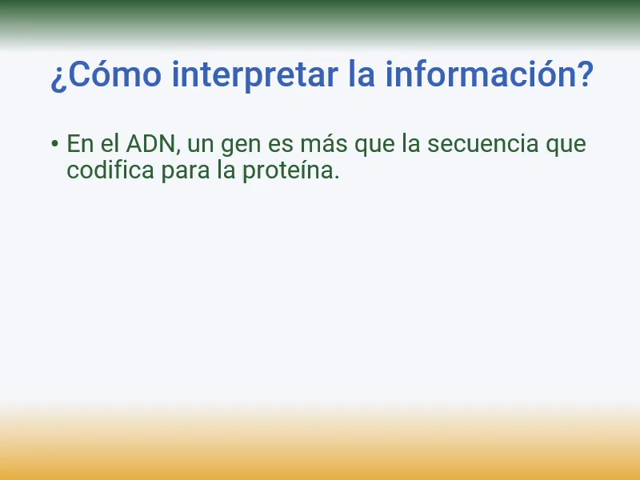 ¿Cómo interpretar la información?
• En el ADN, un gen es más que la secuencia que
codifica para la proteína.